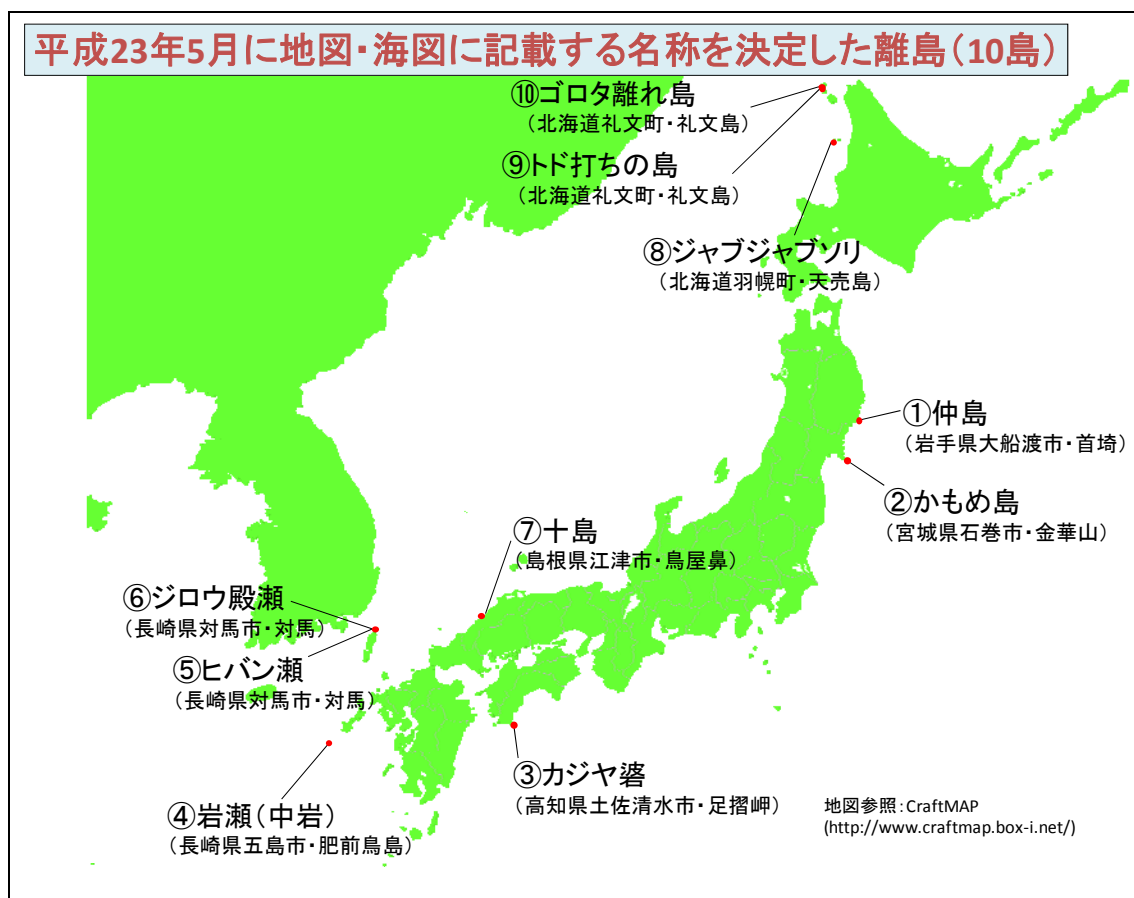 平成23年5月に地図・海図に記載する名称を決定した離島(10島)
⑩ゴロタ離れ島
(北海道礼文町・礼文島)
⑨トド打ちの島
(北海道礼文町・礼文島)
⑧ジャブジャブソリ
(北海道羽幌町・天売島)
①仲島
(岩手県大船渡市・首埼)
②かもめ島
(宮城県石巻市・金華山)
⑦十島
(島根県江津市・鳥屋鼻)
⑥ジロウ殿瀬
(長崎県対馬市・対馬)
⑤ヒバン瀬
(長崎県対馬市・対馬)
③カジヤ碆
(高知県土佐清水市・足摺岬)
④岩瀬(中岩)
(長崎県五島市・肥前鳥島)
地図参照:CraftMAP
(http://www.craftmap.box-i.net/)